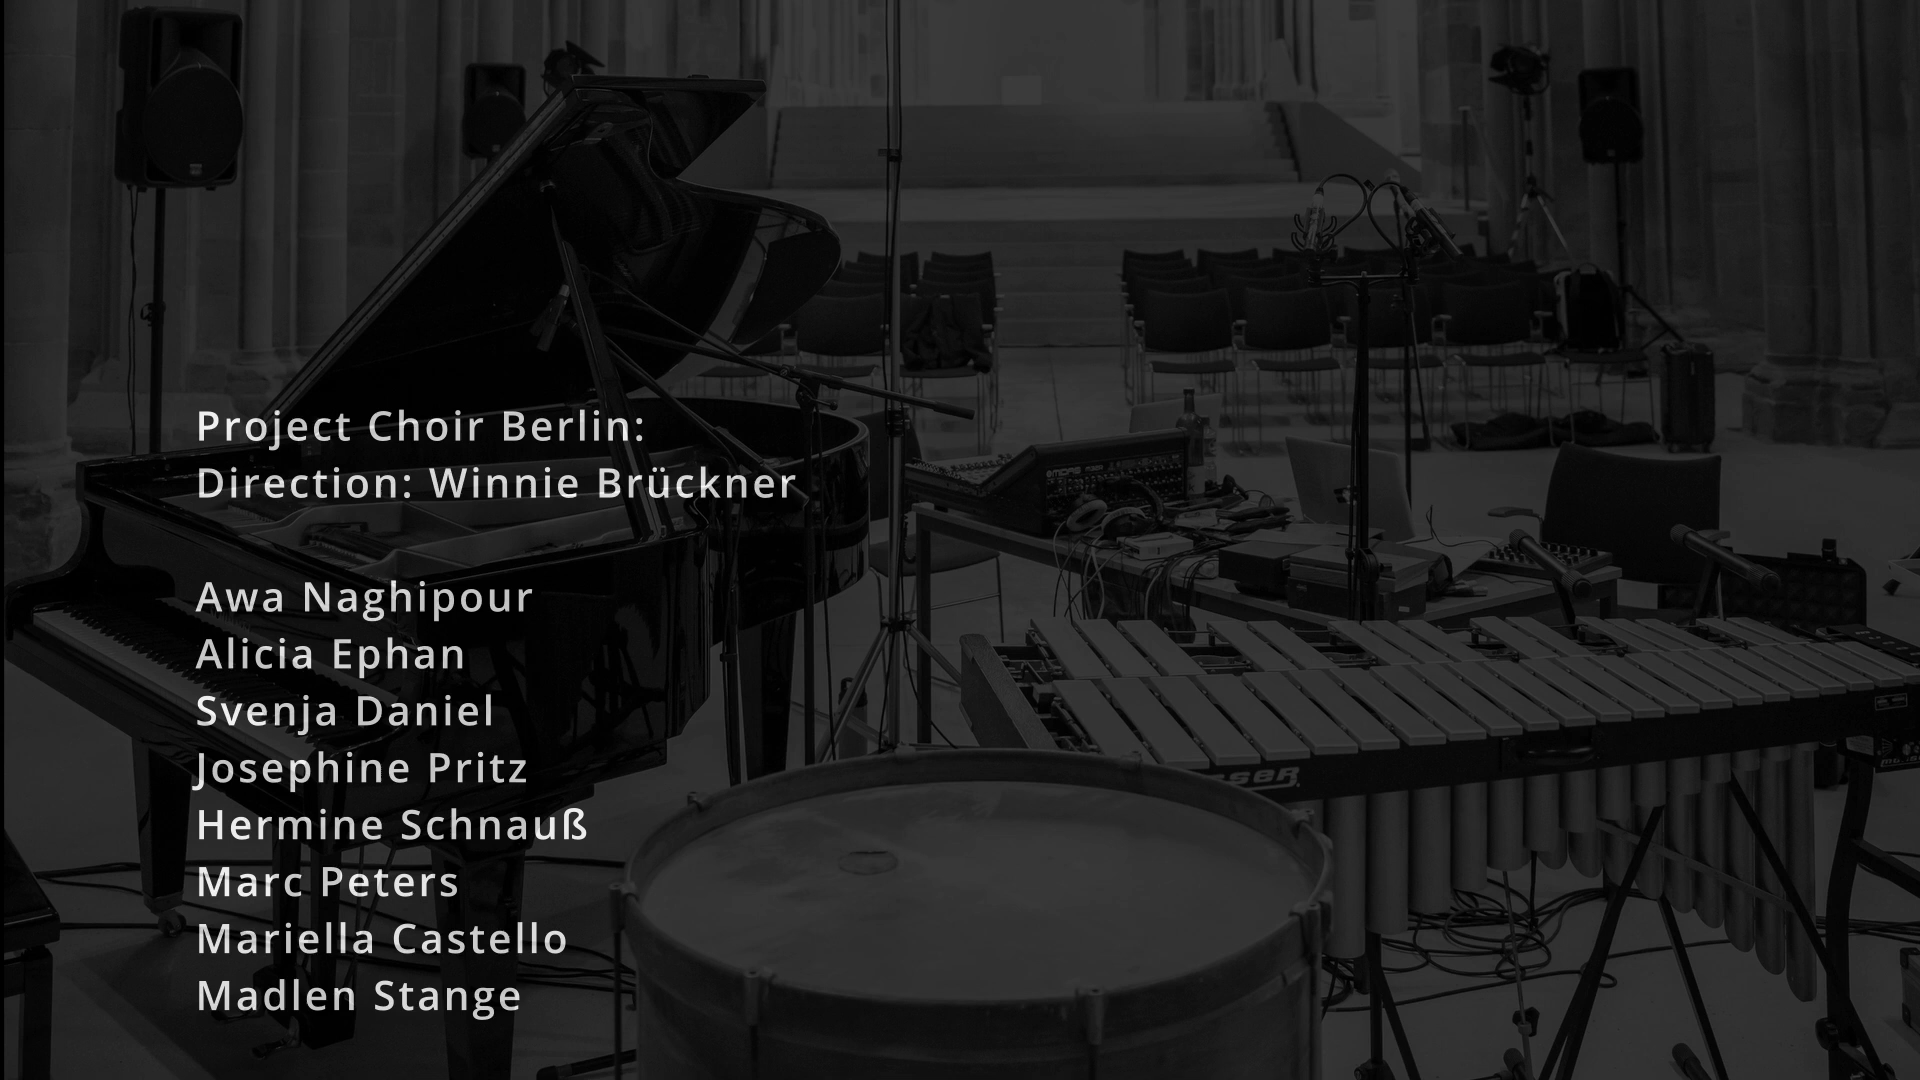 Project Choir Berlin:
Direction: Winnie Brückner
Awa Naghipour
Alicia Ephan
Svenja Daniel
Josephine Pritz
Hermine Schnauß
Marc Peters
Mariella Castello
Madlen Stange